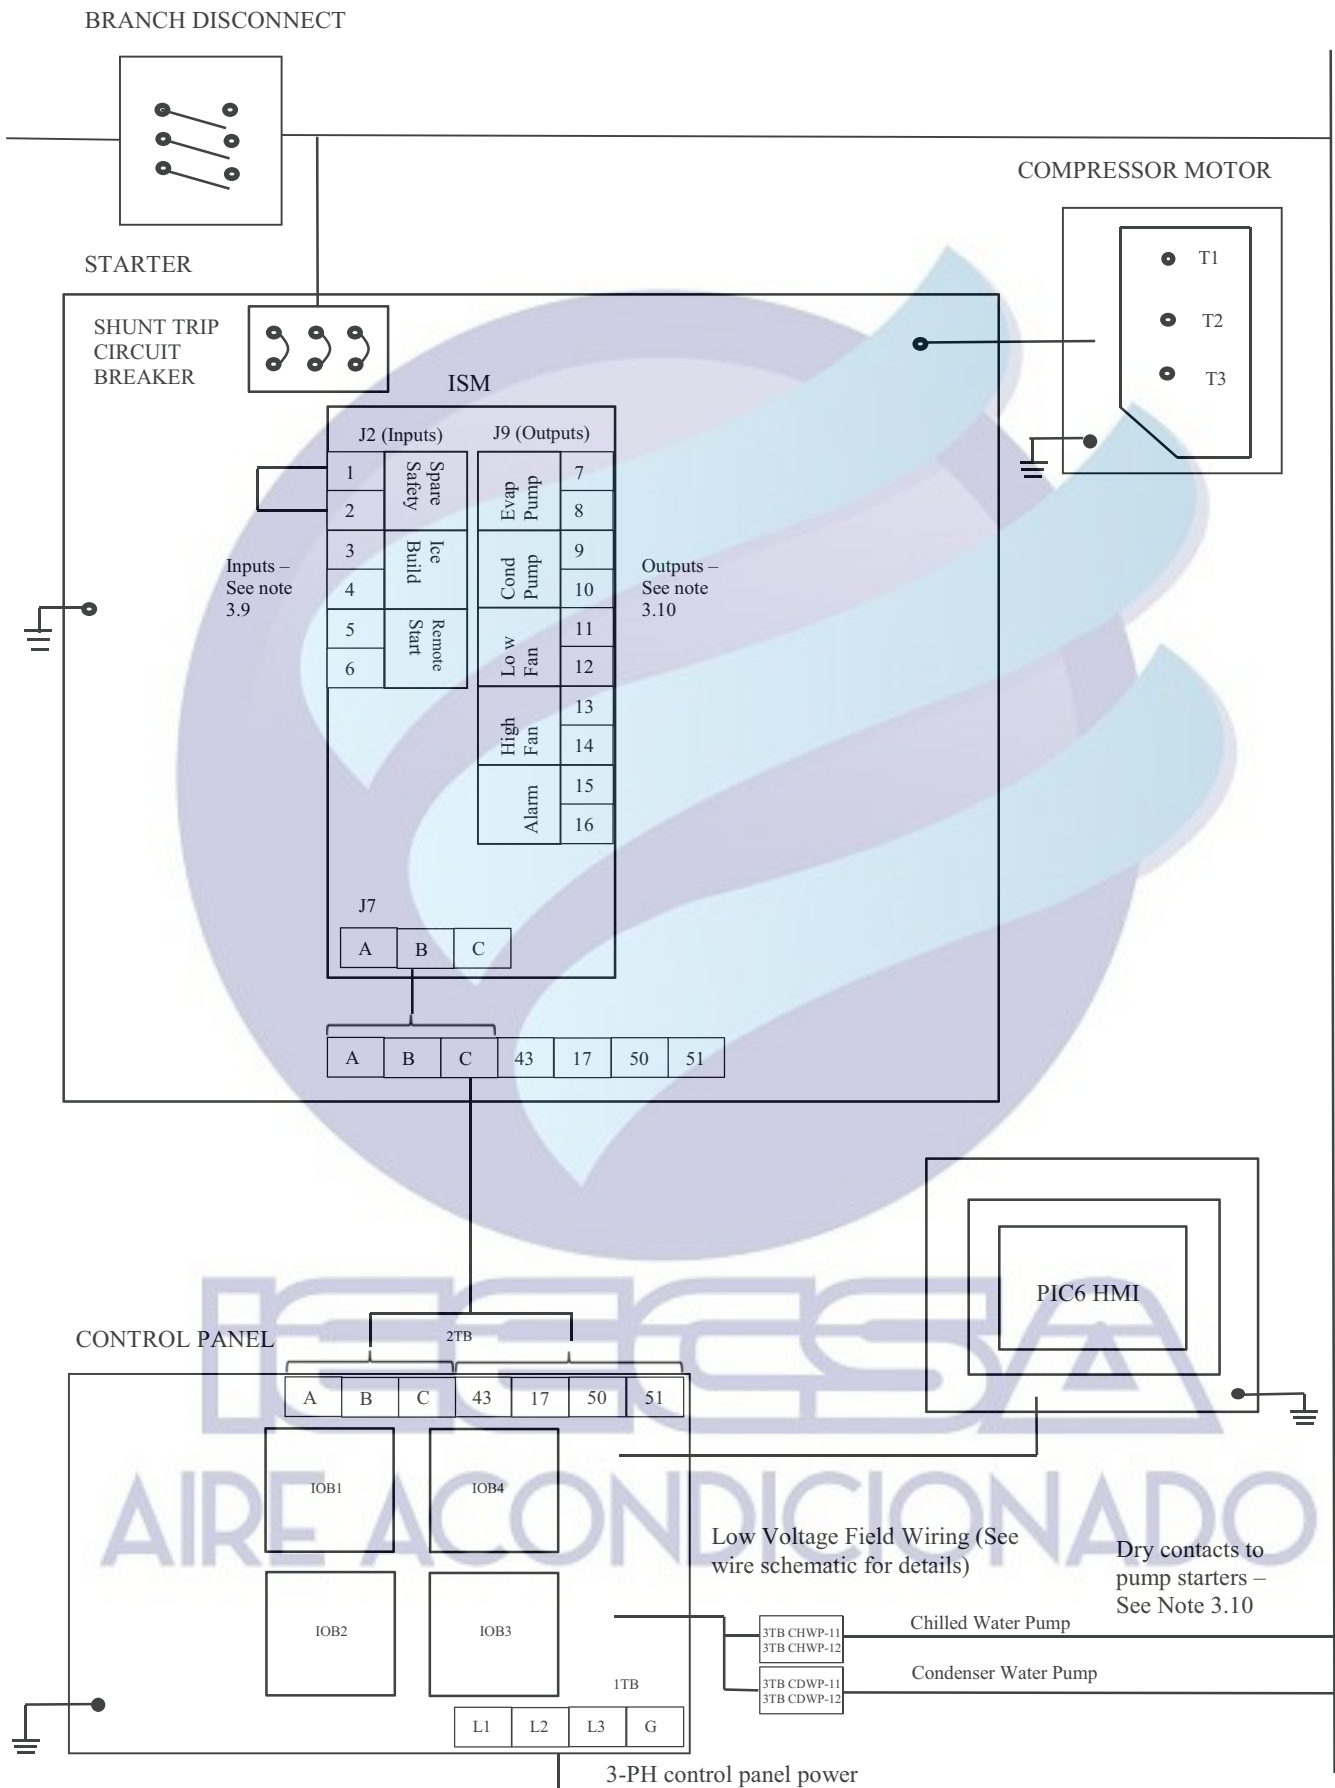 BRANCH DISCONNECT
COMPRESSOR MOTOR
T1
T2
T3
STARTER
SHUNT TRIP
CIRCUIT
BREAKER
ISM
J2 (Inputs)
J9 (Outputs)
1
2
3
4
5
6
Spare
Safety
Ice
Build
Remote
Start
Evap
Pump
Cond
Pump
Lo w
Fan
High
Fan
Alarm
7
8
9
10
11
12
13
14
15
16
Inputs –
See note
3.9
Outputs –
See note
3.10
J7
A B C
A B C 43 17 50 51
PIC6 HMI
CONTROL PANEL
2TB
A B C 43 17 50 51
IOB1
IOB4
IOB2
IOB3
1TB
L1 L2 L3 G
Low Voltage Field Wiring (See
wire schematic for details)
Dry contacts to
pump starters –
See Note 3.10
3TB CHWP-11
3TB CHWP-12
Chilled Water Pump
3TB CDWP-11
3TB CDWP-12
Condenser Water Pump
3-PH control panel power
IECSA
AIRE ACONDICIONADO